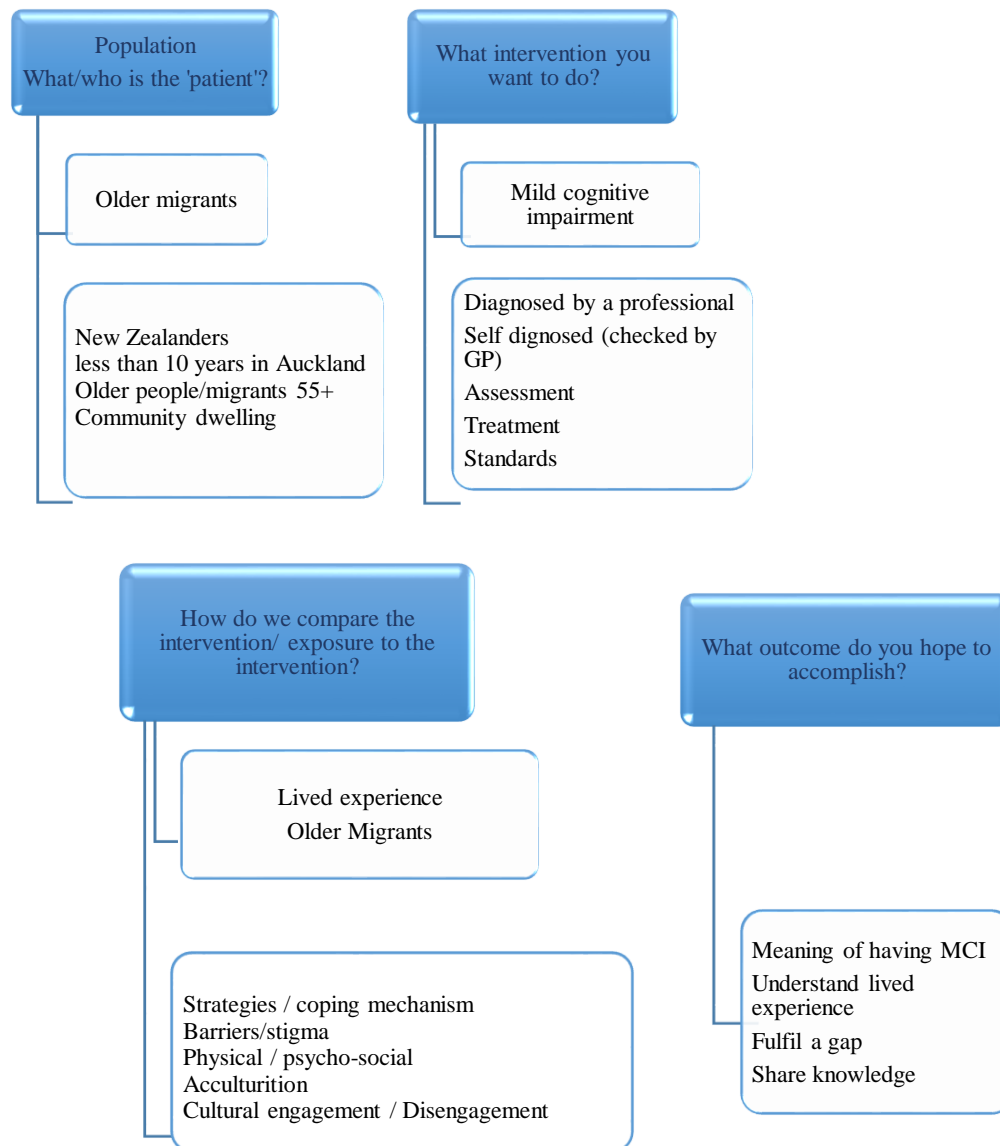 Population
What/who is the 'patient'?
Older migrants
New Zealanders
less than 10 years in Auckland
Older people/migrants 55+
Community dwelling
What intervention you
want to do?
Mild cognitive
impairment
Diagnosed by a professional
Self dignosed (checked by
GP)
Assessment
Treatment
Standards
How do we compare the
intervention/ exposure to the
intervention?
Lived experience
Older Migrants
Strategies / coping mechanism
Barriers/stigma
Physical / psycho-social
Acculturition
Cultural engagement / Disengagement
What outcome do you hope to
accomplish?
Meaning of having MCI
Understand lived
experience
Fulfil a gap
Share knowledge